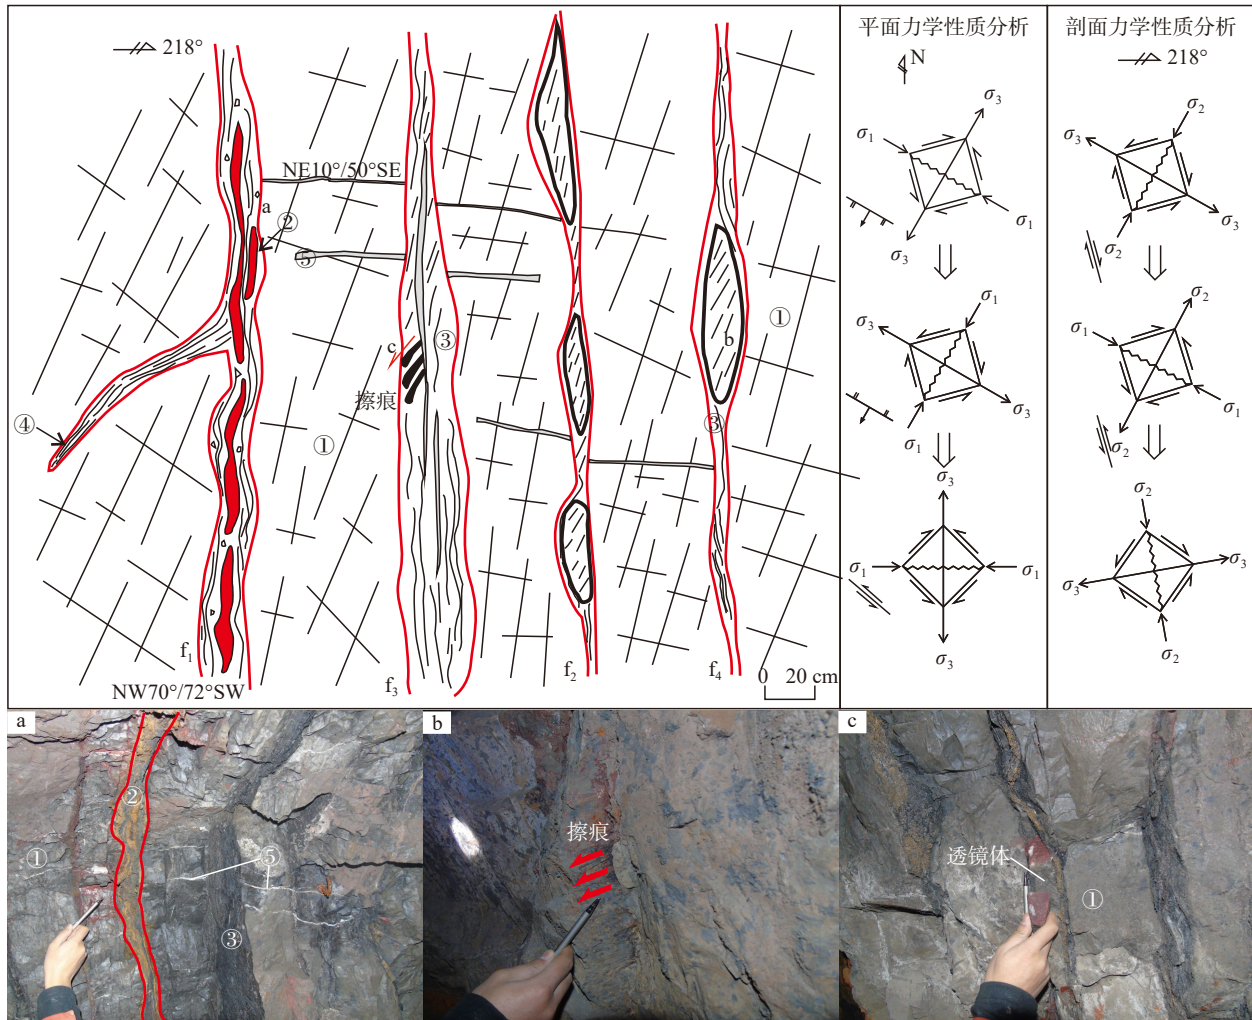 218°
NE10°/50°SE
a
②
⑤
①
c
③
b
擦痕
③
④
①
f₁
f₃
f₂
f₄
NW70°/72°SW
0 20 cm
平面力学性质分析
N
σ₃
σ₁
σ₁
σ₃
σ₁
σ₃
σ₃
σ₁
σ₃
σ₁
σ₁
σ₃
剖面力学性质分析
218°
σ₂
σ₃
σ₃
σ₂
σ₂
σ₁
σ₁
σ₂
σ₂
σ₃
σ₃
σ₂
a
②
①
⑤
③
b
擦痕
c
透镜体
①